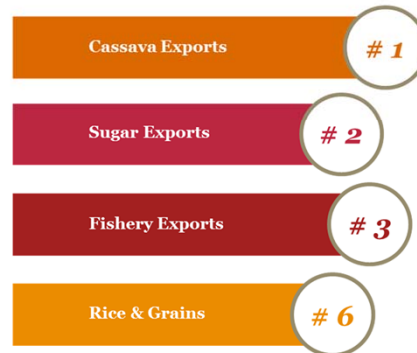 Cassava Exports # 1
Sugar Exports # 2
Fishery Exports # 3
Rice & Grains # 6